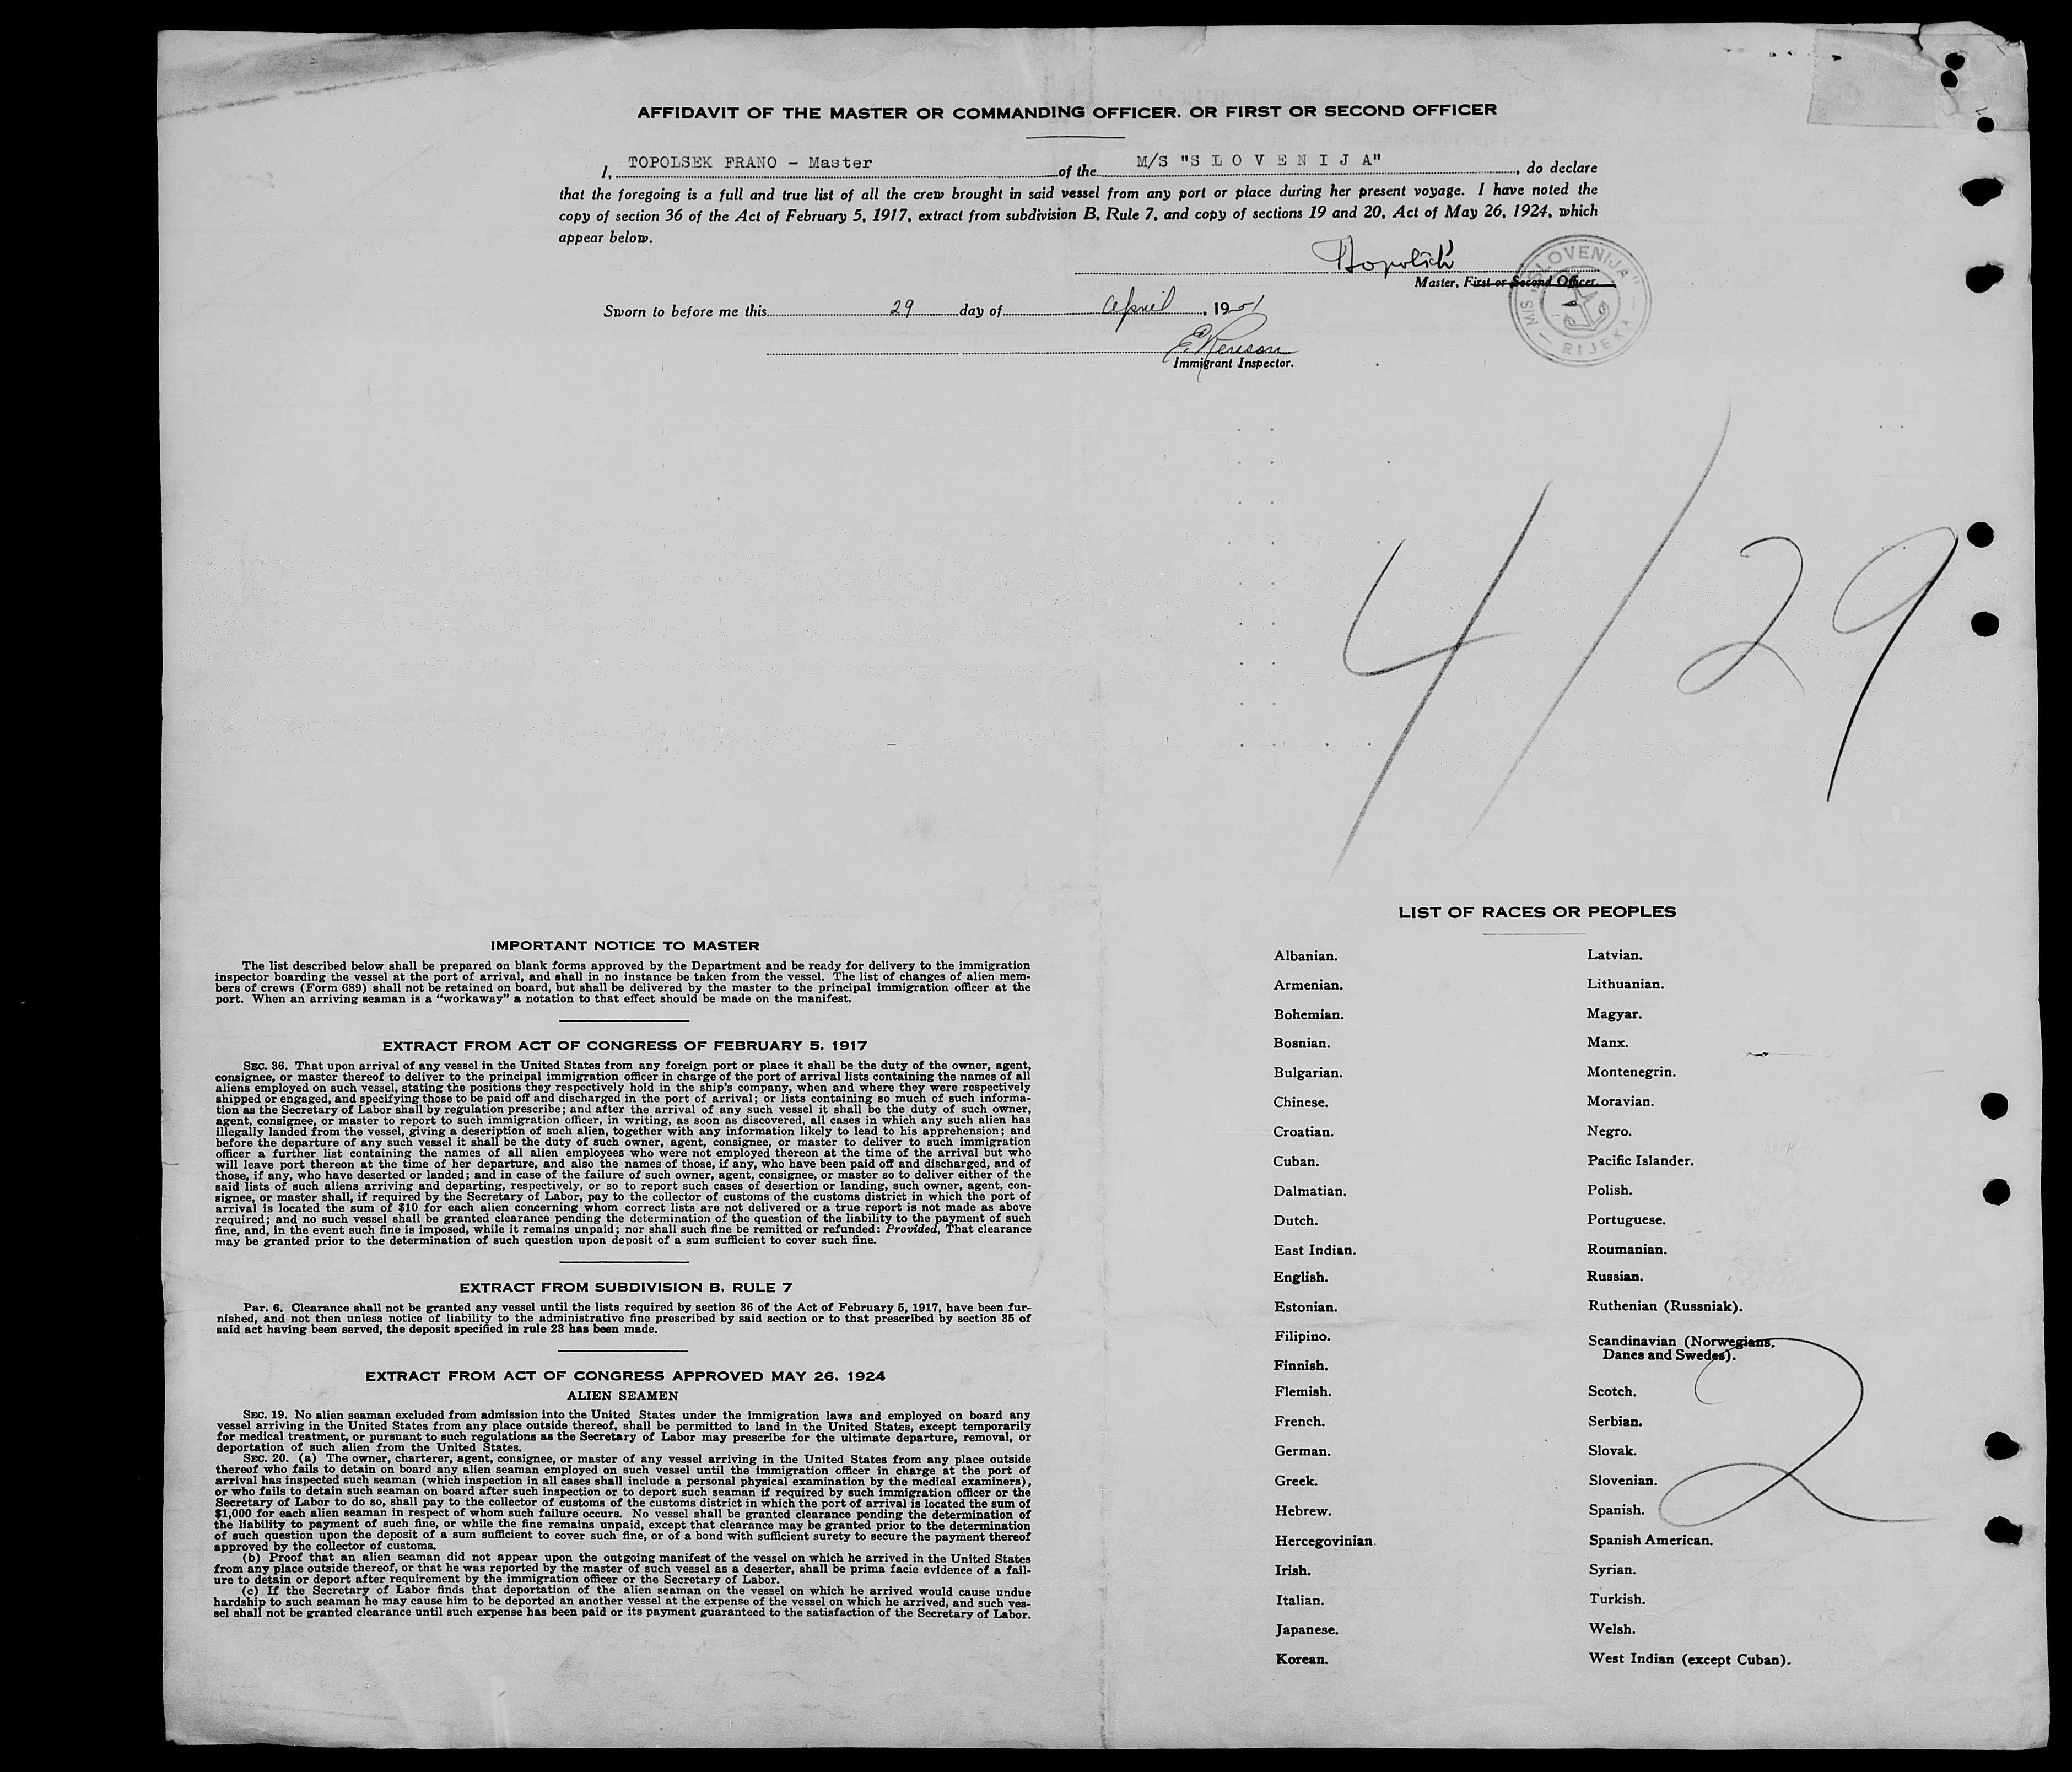 AFFIDAVIT OF THE MASTER OR COMMANDING OFFICER, OR FIRST OR SECOND OFFICER
I, TOPOLSEK FRANO - Master of the M/S "S L O V E N I J A", do declare
that the foregoing is a full and true list of all the crew brought in said vessel from any port or place during her present voyage. I have noted the
copy of section 36 of the Act of February 5, 1917, extract from subdivision B, Rule 7, and copy of sections 19 and 20, Act of May 26, 1924, which
appear below.
Master, First or Second Officer.
"SLOVENIJA"
MS — RIJEKA —
Sworn to before me this 29 day of April, 1951
Immigrant Inspector.
4/29
IMPORTANT NOTICE TO MASTER
The list described below shall be prepared on blank forms approved by the Department and be ready for delivery to the immigration
inspector boarding the vessel at the port of arrival, and shall in no instance be taken from the vessel. The list of changes of alien mem-
bers of crews (Form 689) shall not be retained on board, but shall be delivered by the master to the principal immigration officer at the
port. When an arriving seaman is a "workaway" a notation to that effect should be made on the manifest.
EXTRACT FROM ACT OF CONGRESS OF FEBRUARY 5, 1917
SEC. 36. That upon arrival of any vessel in the United States from any foreign port or place it shall be the duty of the owner, agent,
consignee, or master thereof to deliver to the principal immigration officer in charge of the port of arrival lists containing the names of all
aliens employed on such vessel, stating the positions they respectively hold in the ship's company, when and where they were respectively
shipped or engaged, and specifying those to be paid off and discharged in the port of arrival; or lists containing so much of such informa-
tion as the Secretary of Labor shall by regulation prescribe; and after the arrival of any such vessel it shall be the duty of such owner,
agent, consignee, or master to report to such immigration officer, in writing, as soon as discovered, all cases in which any such alien has
illegally landed from the vessel, giving a description of such alien, together with any information likely to lead to his apprehension; and
before the departure of any such vessel it shall be the duty of such owner, agent, consignee, or master to deliver to such immigration
officer a further list containing the names of all alien employees who were not employed thereon at the time of the arrival but who
will leave port thereon at the time of her departure, and also the names of those, if any, who have been paid off and discharged, and of
those, if any, who have deserted or landed; and in case of the failure of such owner, agent, consignee, or master so to deliver either of the
said lists of such aliens arriving and departing, respectively, or so to report such cases of desertion or landing, such owner, agent, con-
signee, or master shall, if required by the Secretary of Labor, pay to the collector of customs of the customs district in which the port of
arrival is located the sum of $10 for each alien concerning whom correct lists are not delivered or a true report is not made as above
required; and no such vessel shall be granted clearance pending the determination of the question of the liability to the payment of such
fine, and, in the event such fine is imposed, while it remains unpaid; nor shall such fine be remitted or refunded: Provided, That clearance
may be granted prior to the determination of such question upon deposit of a sum sufficient to cover such fine.
EXTRACT FROM SUBDIVISION B, RULE 7
Par. 6. Clearance shall not be granted any vessel until the lists required by section 36 of the Act of February 5, 1917, have been fur-
nished, and not then unless notice of liability to the administrative fine prescribed by said section or to that prescribed by section 35 of
said act having been served, the deposit specified in rule 23 has been made.
EXTRACT FROM ACT OF CONGRESS APPROVED MAY 26, 1924
ALIEN SEAMEN
SEC. 19. No alien seaman excluded from admission into the United States under the immigration laws and employed on board any
vessel arriving in the United States from any place outside thereof, shall be permitted to land in the United States, except temporarily
for medical treatment, or pursuant to such regulations as the Secretary of Labor may prescribe for the ultimate departure, removal, or
deportation of such alien from the United States.
SEC. 20. (a) The owner, charterer, agent, consignee, or master of any vessel arriving in the United States from any place outside
thereof who fails to detain on board any alien seaman employed on such vessel until the immigration officer in charge at the port of
arrival has inspected such seaman (which inspection in all cases shall include a personal physical examination by the medical examiners),
or who fails to detain such seaman on board after such inspection or to deport such seaman if required by such immigration officer or the
Secretary of Labor to do so, shall pay to the collector of customs of the customs district in which the port of arrival is located the sum of
$1,000 for each alien seaman in respect of whom such failure occurs. No vessel shall be granted clearance pending the determination of
the liability to payment of such fine, or while the fine remains unpaid, except that clearance may be granted prior to the determination
of such question upon the deposit of a sum sufficient to cover such fine, or of a bond with sufficient surety to secure the payment thereof
approved by the collector of customs.
(b) Proof that an alien seaman did not appear upon the outgoing manifest of the vessel on which he arrived in the United States
from any place outside thereof, or that he was reported by the master of such vessel as a deserter, shall be prima facie evidence of a fail-
ure to detain or deport after requirement by the immigration officer or the Secretary of Labor.
(c) If the Secretary of Labor finds that deportation of the alien seaman on the vessel on which he arrived would cause undue
hardship to such seaman he may cause him to be deported an another vessel at the expense of the vessel on which he arrived, and such ves-
sel shall not be granted clearance until such expense has been paid or its payment guaranteed to the satisfaction of the Secretary of Labor.
LIST OF RACES OR PEOPLES
Albanian.
Armenian.
Bohemian.
Bosnian.
Bulgarian.
Chinese.
Croatian.
Cuban.
Dalmatian.
Dutch.
East Indian.
English.
Estonian.
Filipino.
Finnish.
Flemish.
French.
German.
Greek.
Hebrew.
Hercegovinian.
Irish.
Italian.
Japanese.
Korean.
Latvian.
Lithuanian.
Magyar.
Manx.
Montenegrin.
Moravian.
Negro.
Pacific Islander.
Polish.
Portuguese.
Roumanian.
Russian.
Ruthenian (Russniak).
Scandinavian (Norwegians,
Danes and Swedes).
Scotch.
Serbian.
Slovak.
Slovenian.
Spanish.
Spanish American.
Syrian.
Turkish.
Welsh.
West Indian (except Cuban).
2